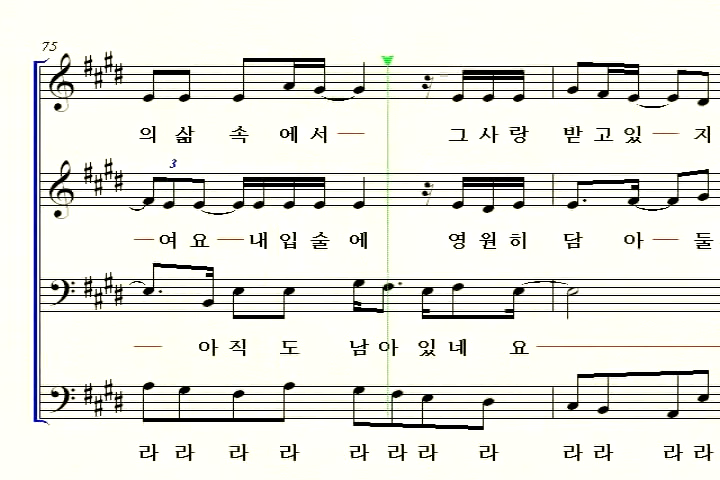 75
의 삶 속 에 서 — 그 사 랑 받 고 있 — 지
3
— 여 요 — 내 입 술 에 영 원 히 담 아 — 둘
— 아 직 도 남 아 있 네 요 —
라 라 라 라 라 라 라 라 라 라 라 라